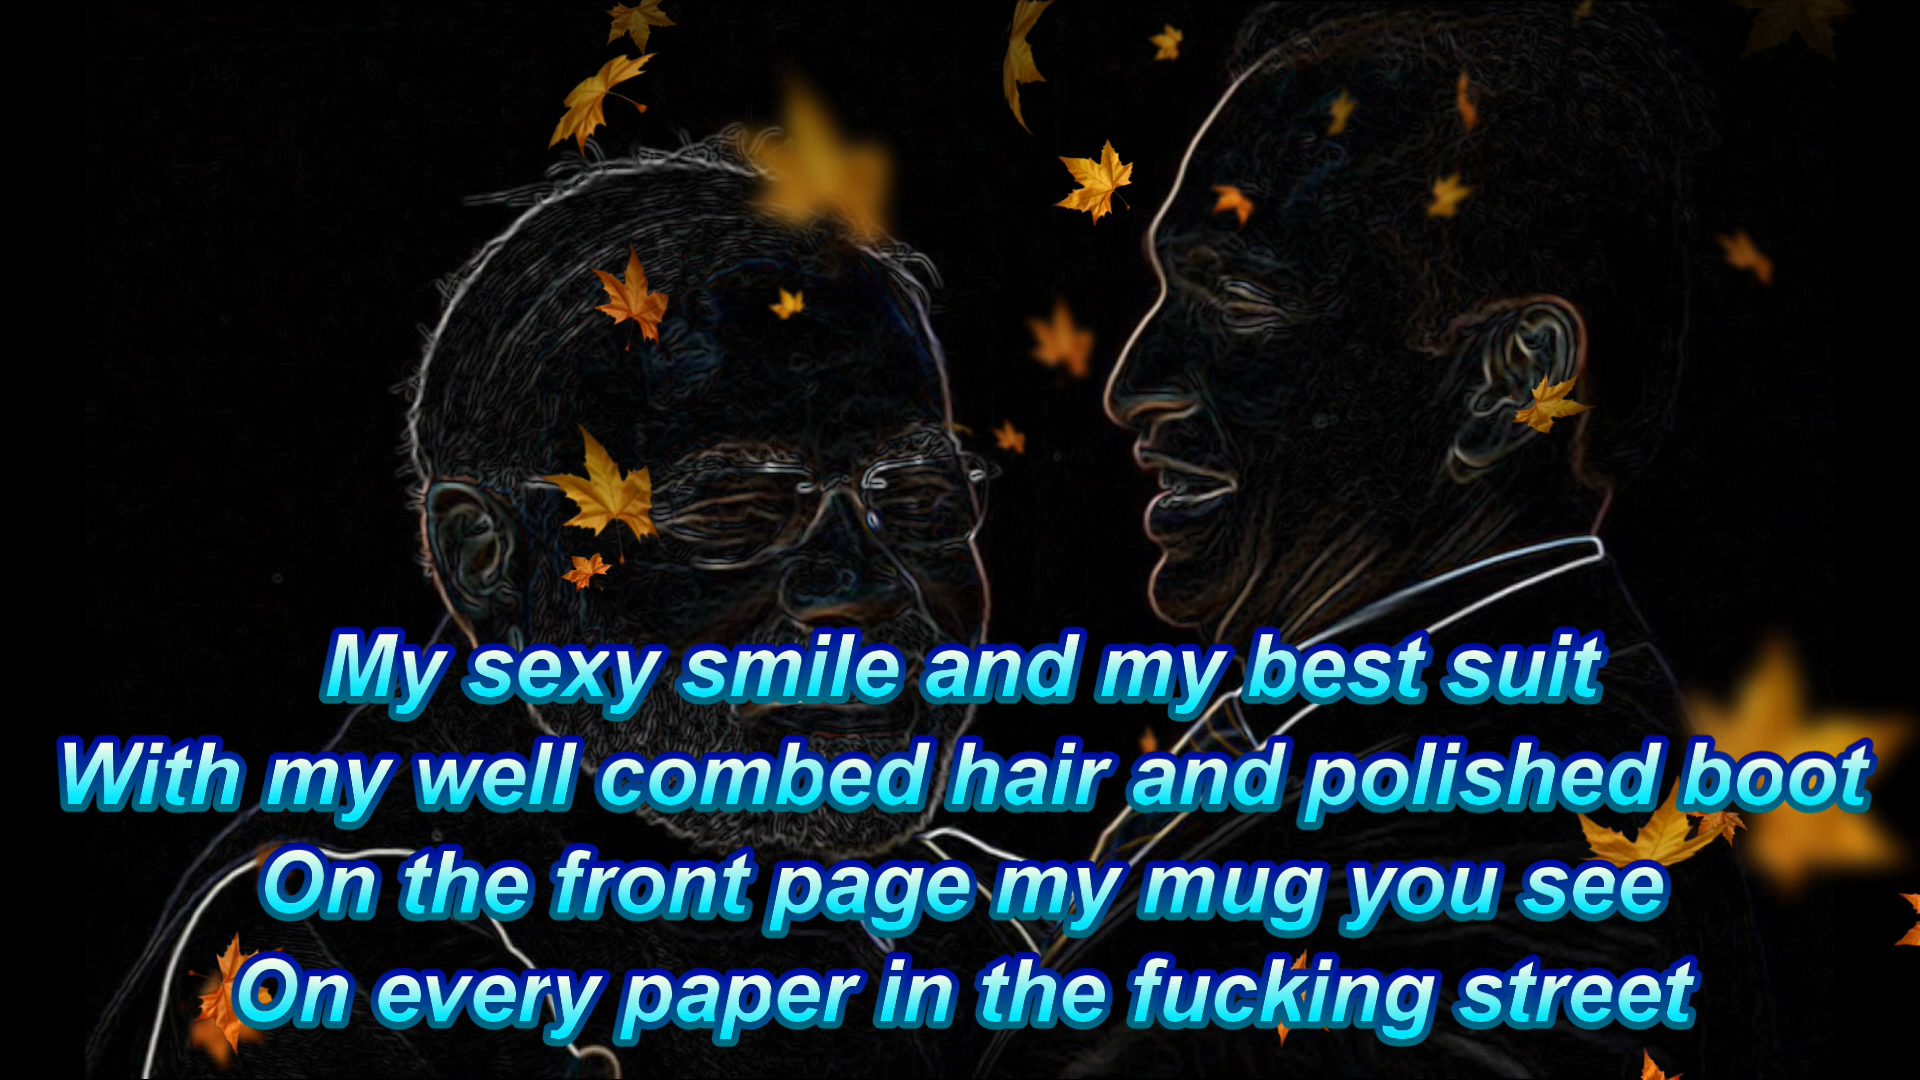 My sexy smile and my best suit
With my well combed hair and polished boot
On the front page my mug you see
On every paper in the fucking street